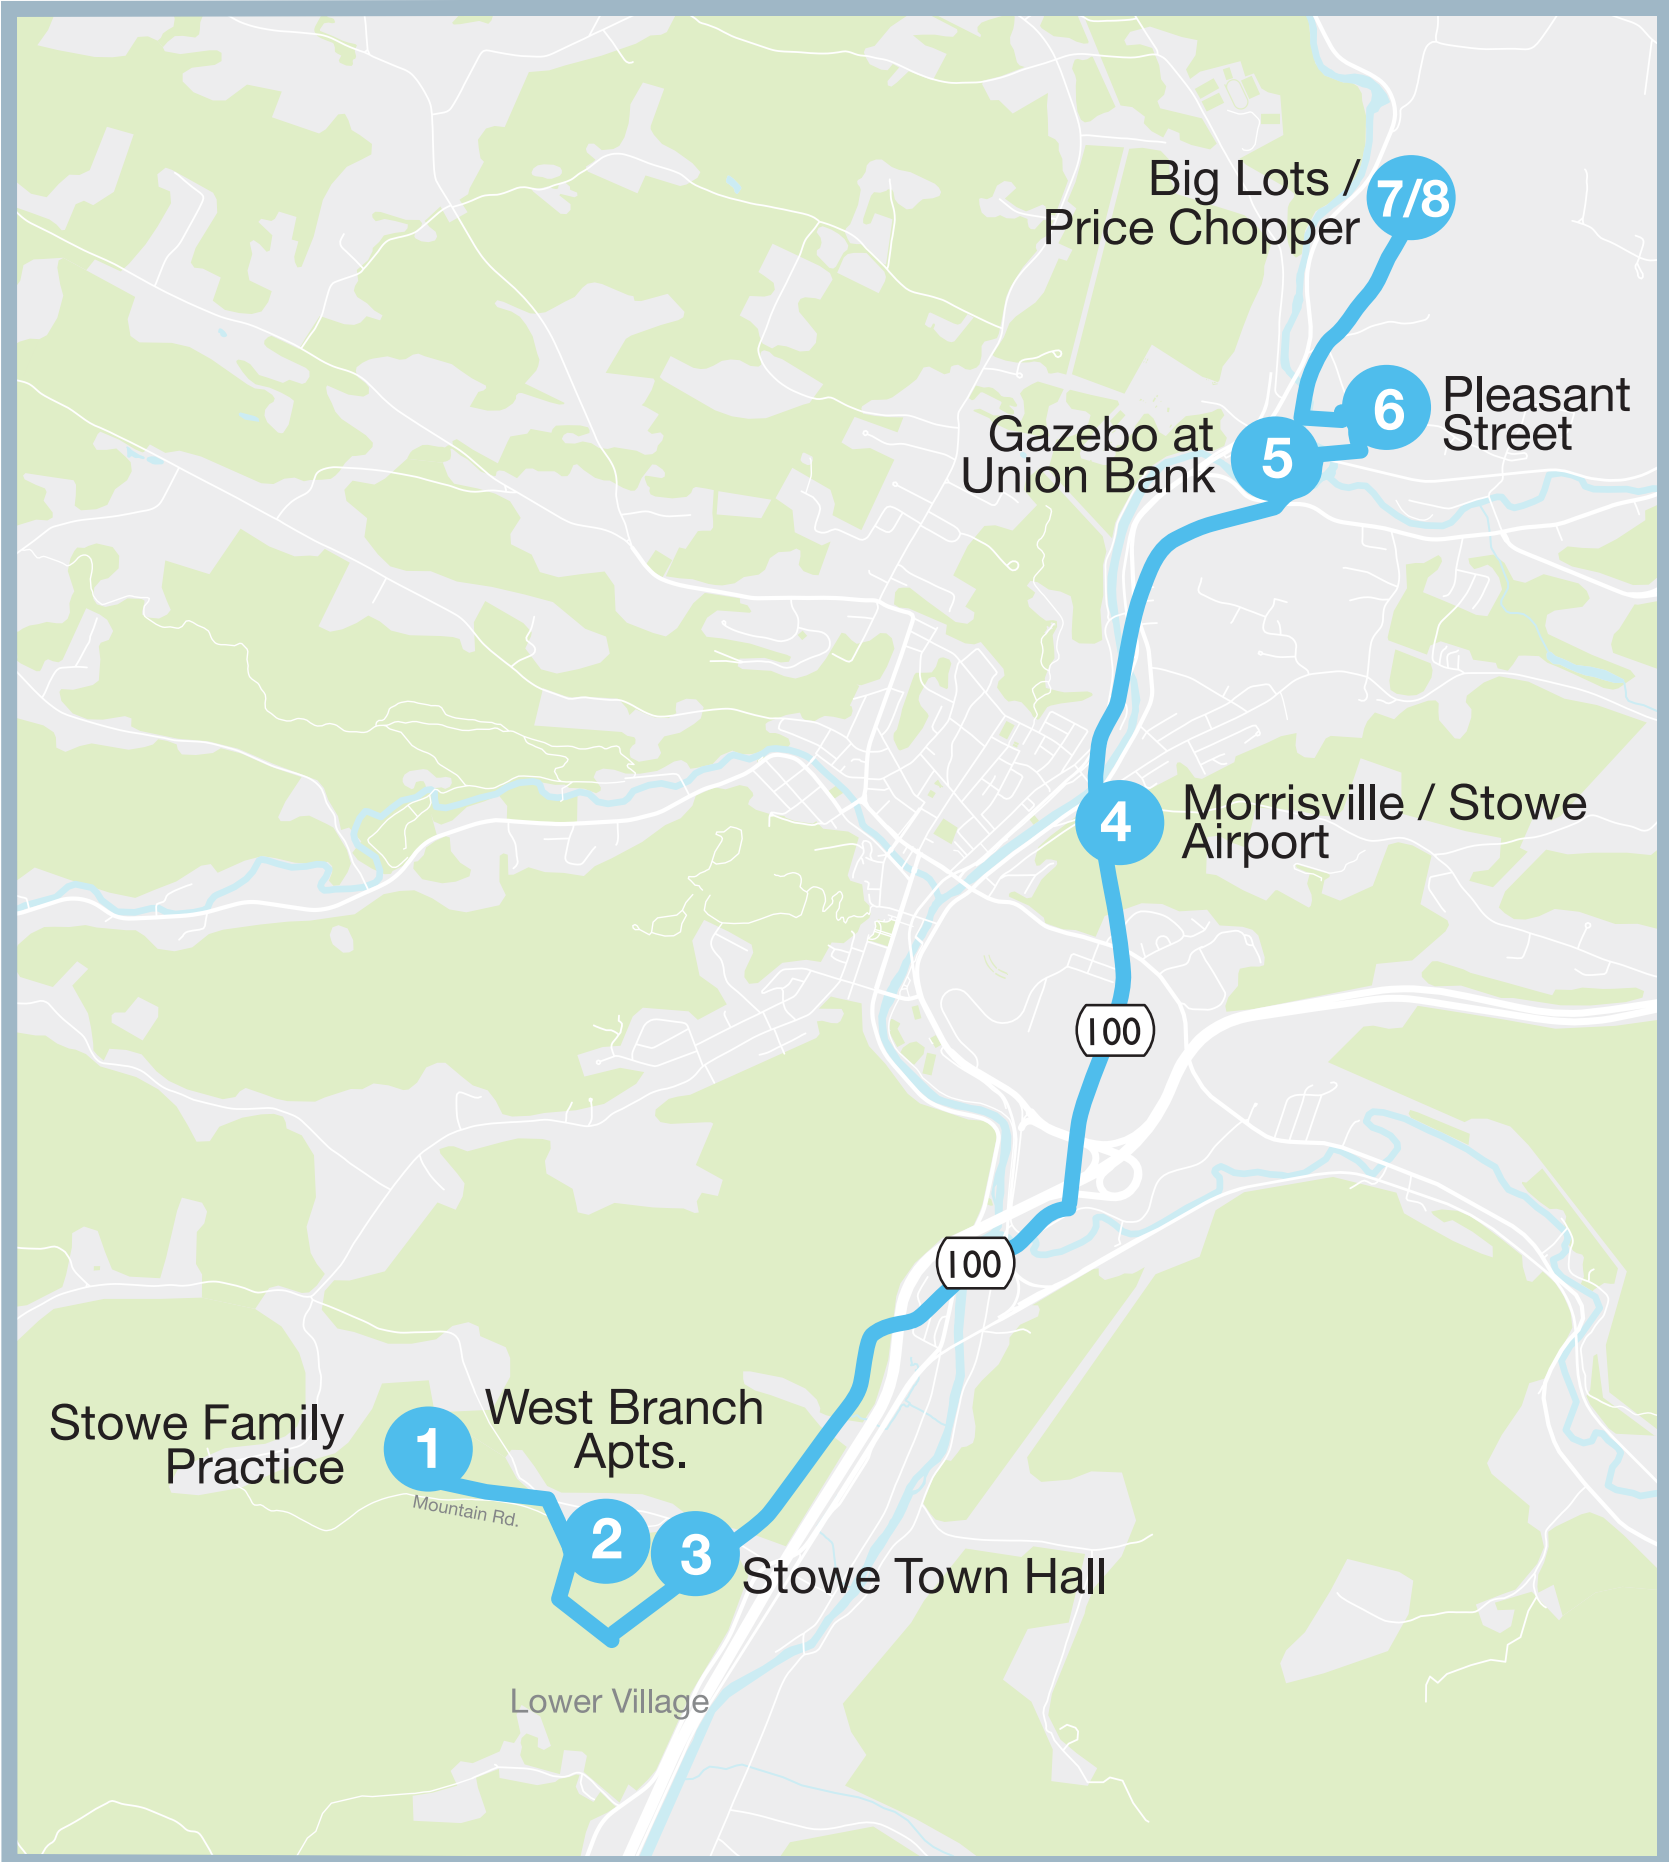 Big Lots /
Price Chopper
7/8
6
Pleasant
Street
Gazebo at
Union Bank
5
4
Morrisville / Stowe
Airport
100
100
Stowe Family
Practice
1
West Branch
Apts.
Mountain Rd.
2
3
Stowe Town Hall
Lower Village